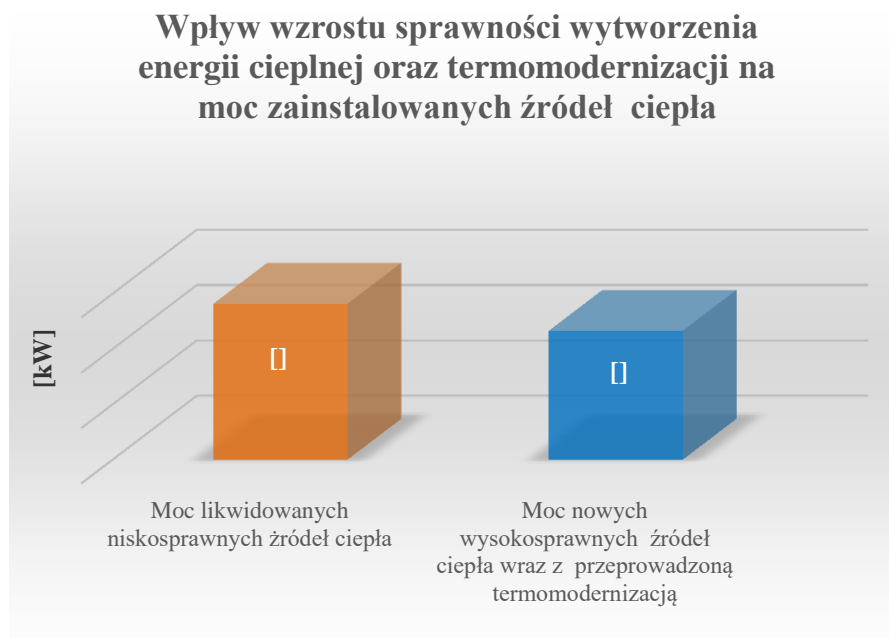 Wpływ wzrostu sprawności wytworzenia
energii cieplnej oraz termomodernizacji na
moc zainstalowanych źródeł ciepła
[kW]
[]
[]
Moc likwidowanych
niskosprawnych żródeł ciepła
Moc nowych
wysokosprawnych źródeł
ciepła wraz z przeprowadzoną
termomodernizacją